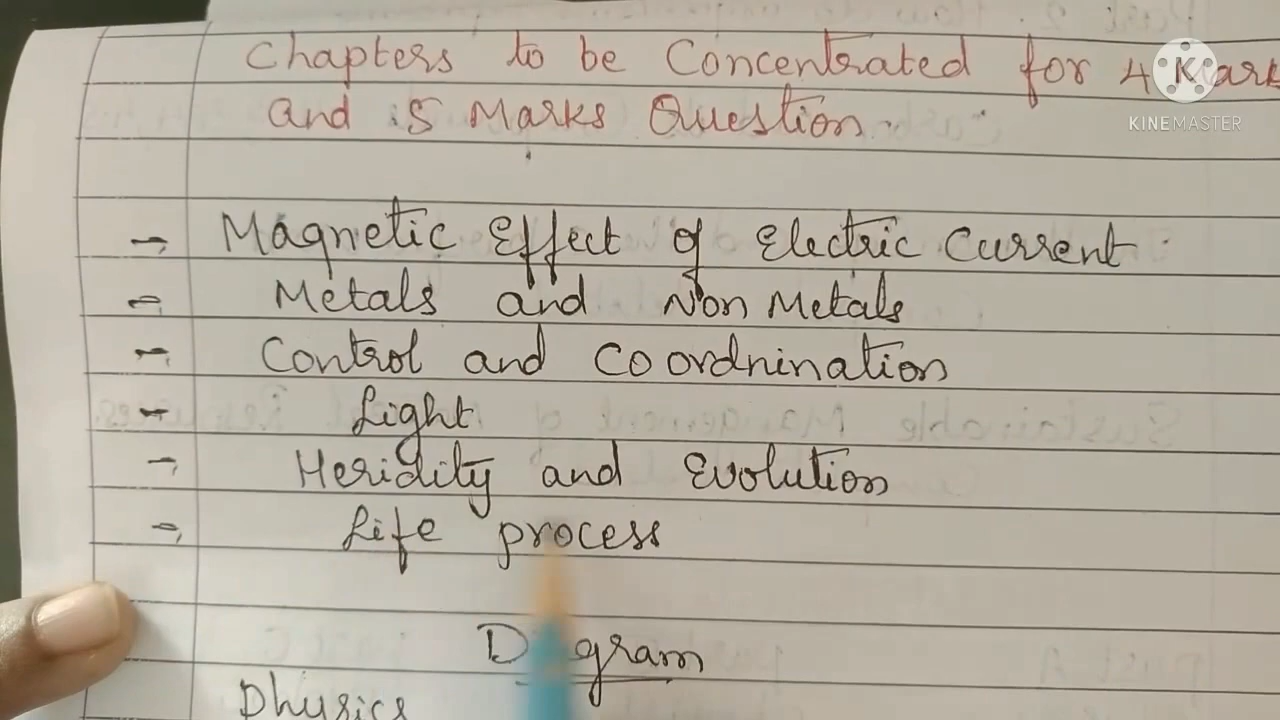 Chapters to be Concentrated for 4 Mark
and 5 Marks Question.
→ Magnetic Effect of Electric Current
→ Metals and Non Metals
→ Control and Coordnination
→ Light
→ Heridity and Evolution
→ Life process
Physics
KINEMASTER